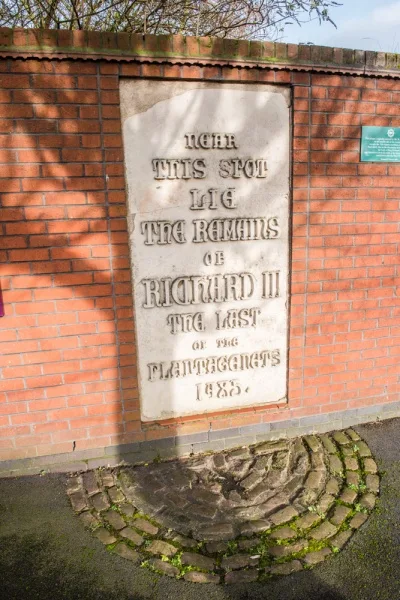 NEAR
THIS SPOT
LIE
THE REMAINS
OF
RICHARD III
THE LAST
OF THE
PLANTAGENETS
1485.